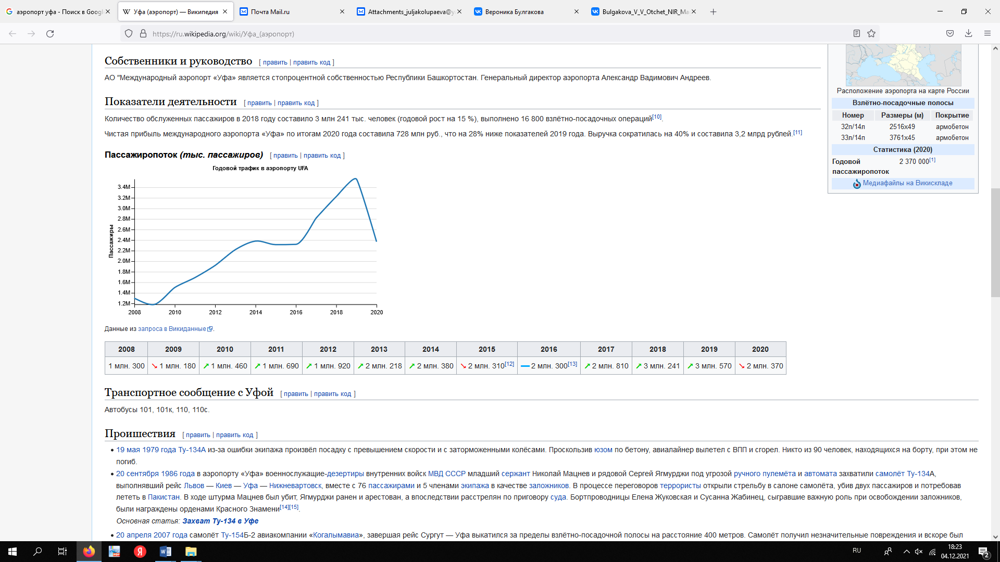 аэропорт уфа - Поиск в Googl
Уфа (аэропорт) — Википедия
Почта Mail.ru
Attachments_juljakolupaeva@y
Вероника Булгакова
Bulgakova_V_V_Otchet_NIR_Ma
https://ru.wikipedia.org/wiki/Уфа_(аэропорт)
Собственники и руководство [ править | править код ]
АО "Международный аэропорт «Уфа» является стопроцентной собственностью Республики Башкортостан. Генеральный директор аэропорта Александр Вадимович Андреев.
Показатели деятельности [ править | править код ]
Количество обслуженных пассажиров в 2018 году составило 3 млн 241 тыс. человек (годовой рост на 15 %), выполнено 16 800 взлётно-посадочных операций[10].
Чистая прибыль международного аэропорта «Уфа» по итогам 2020 года составила 728 млн руб., что на 28% ниже показателей 2019 года. Выручка сократилась на 40% и составила 3,2 млрд рублей.[11]
Пассажиропоток (тыс. пассажиров) [ править | править код ]
Годовой трафик в аэропорту UFA
Пассажиры
3.4M
3.2M
3.0M
2.8M
2.6M
2.4M
2.2M
2.0M
1.8M
1.6M
1.4M
1.2M
2008 2010 2012 2014 2016 2018 2020
Данные из запроса в Викиданные.
2008 2009 2010 2011 2012 2013 2014 2015 2016 2017 2018 2019 2020
1 млн. 300 1 млн. 180 1 млн. 460 1 млн. 690 1 млн. 920 2 млн. 218 2 млн. 380 2 млн. 310[12] 2 млн. 300[13] 2 млн. 810 3 млн. 241 3 млн. 570 2 млн. 370
Расположение аэропорта на карте России
Взлётно-посадочные полосы
Номер Размеры (м) Покрытие
32п/14л 2516x49 армобетон
33л/14п 3761x45 армобетон
Статистика (2020)
Годовой 2 370 000[1]
пассажиропоток
Медиафайлы на Викискладе
Транспортное сообщение с Уфой [ править | править код ]
Автобусы 101, 101к, 110, 110с.
Проишествия [ править | править код ]
19 мая 1979 года Ту-134А из-за ошибки экипажа произвёл посадку с превышением скорости и с заторможенными колёсами. Проскользив юзом по бетону, авиалайнер вылетел с ВПП и сгорел. Никто из 90 человек, находящихся на борту, при этом не
погиб.
20 сентября 1986 года в аэропорту «Уфа» военнослужащие-дезертиры внутренних войск МВД СССР младший сержант Николай Мацнев и рядовой Сергей Ягмурджи под угрозой ручного пулемёта и автомата захватили самолёт Ту-134А,
выполнявший рейс Львов — Киев — Уфа — Нижневартовск, вместе с 76 пассажирами и 5 членами экипажа в качестве заложников. В процессе переговоров террористы открыли стрельбу в салоне самолёта, убив двух пассажиров и потребовав
лететь в Пакистан. В ходе штурма Мацнев был убит, Ягмурджи ранен и арестован, а впоследствии расстрелян по приговору суда. Бортпроводницы Елена Жуковская и Сусанна Жабинец, сыгравшие важную роль при освобождении заложников,
были награждены орденами Красного Знамени[14][15].
Основная статья: Захват Ту-134 в Уфе
20 апреля 2007 года самолёт Ту-154Б-2 авиакомпании «Когалымавиа», завершая рейс Сургут — Уфа выкатился за пределы взлётно-посадочной полосы на расстояние 400 метров. Самолёт получил незначительные повреждения и вскоре был
RU
18:23
04.12.2021
2